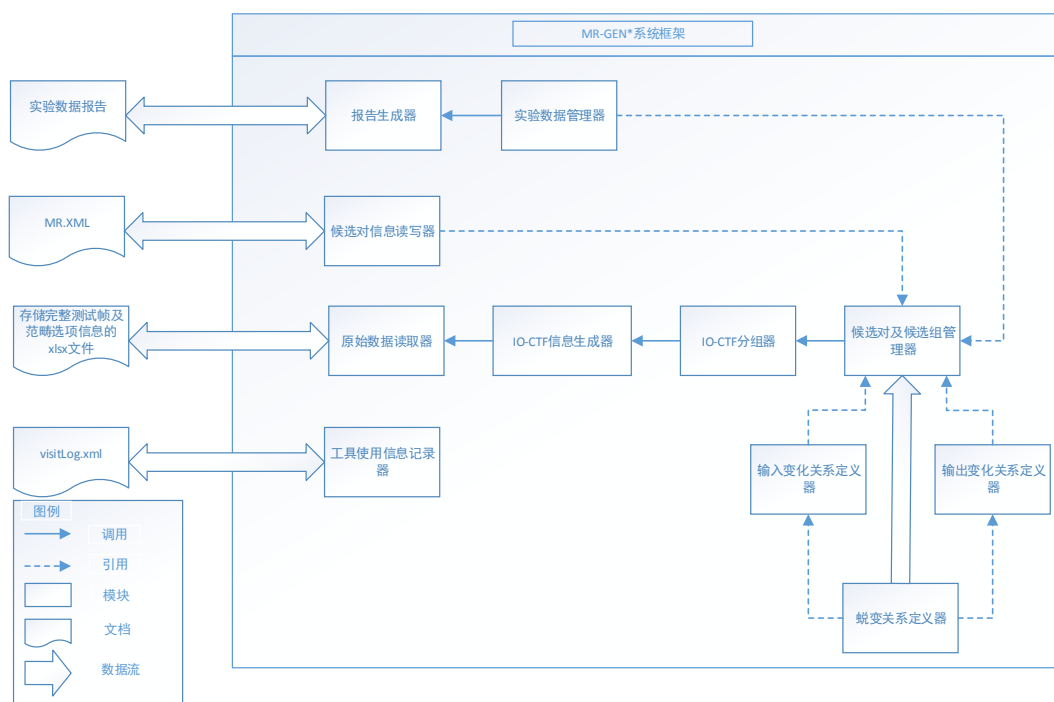 MR-GEN*系统框架
实验数据报告
报告生成器
实验数据管理器
MR.XML
候选对信息读写器
存储完整测试帧及
范畴选项信息的
xlsx文件
原始数据读取器
IO-CTF信息生成器
IO-CTF分组器
候选对及候选组管
理器
visitLog.xml
工具使用信息记录
器
输入变化关系定义
器
输出变化关系定义
器
蜕变关系定义器
图例
调用
引用
模块
文档
数据流